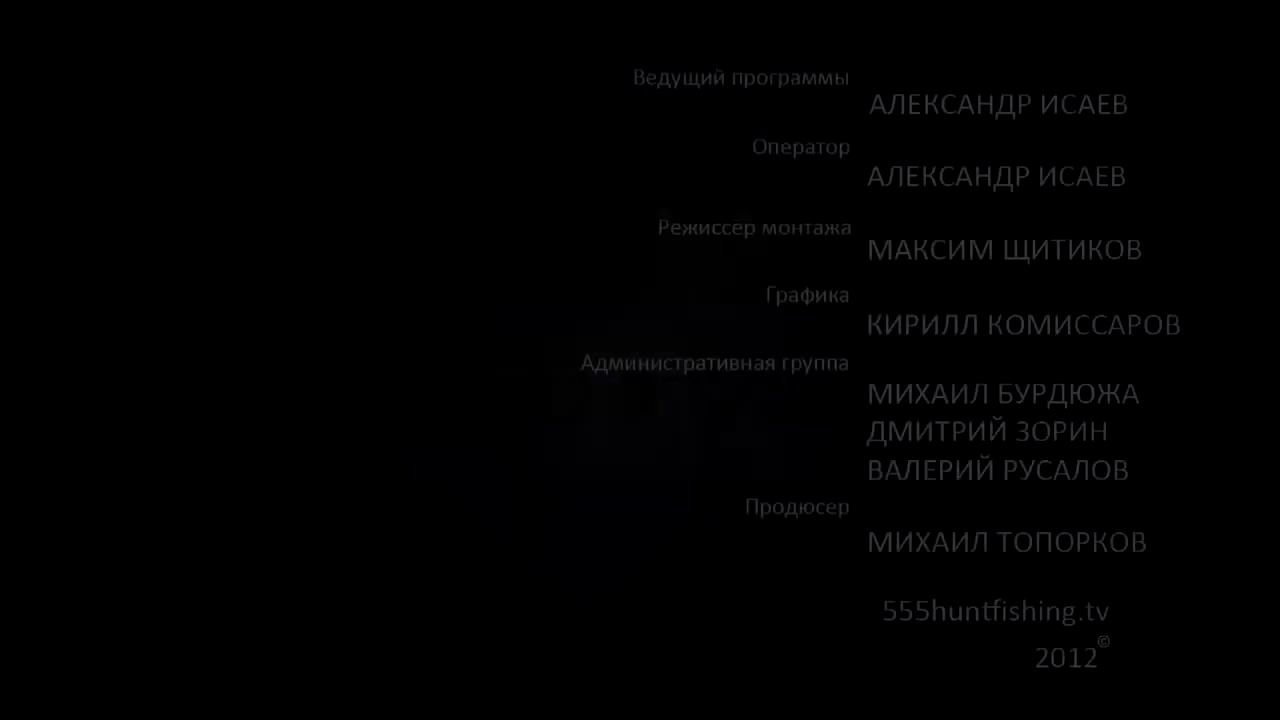 Ведущий программы
АЛЕКСАНДР ИСАЕВ
Оператор
АЛЕКСАНДР ИСАЕВ
Режиссёр монтажа
МАКСИМ ЩИТИКОВ
Графика
КИРИЛЛ КОМИССАРОВ
Административная группа
МИХАИЛ БУРДЮЖА
ДМИТРИЙ ЗОРИН
ВАЛЕРИЙ РУСАЛОВ
Продюсер
МИХАИЛ ТОПОРКОВ
555huntfishing.tv
2012©